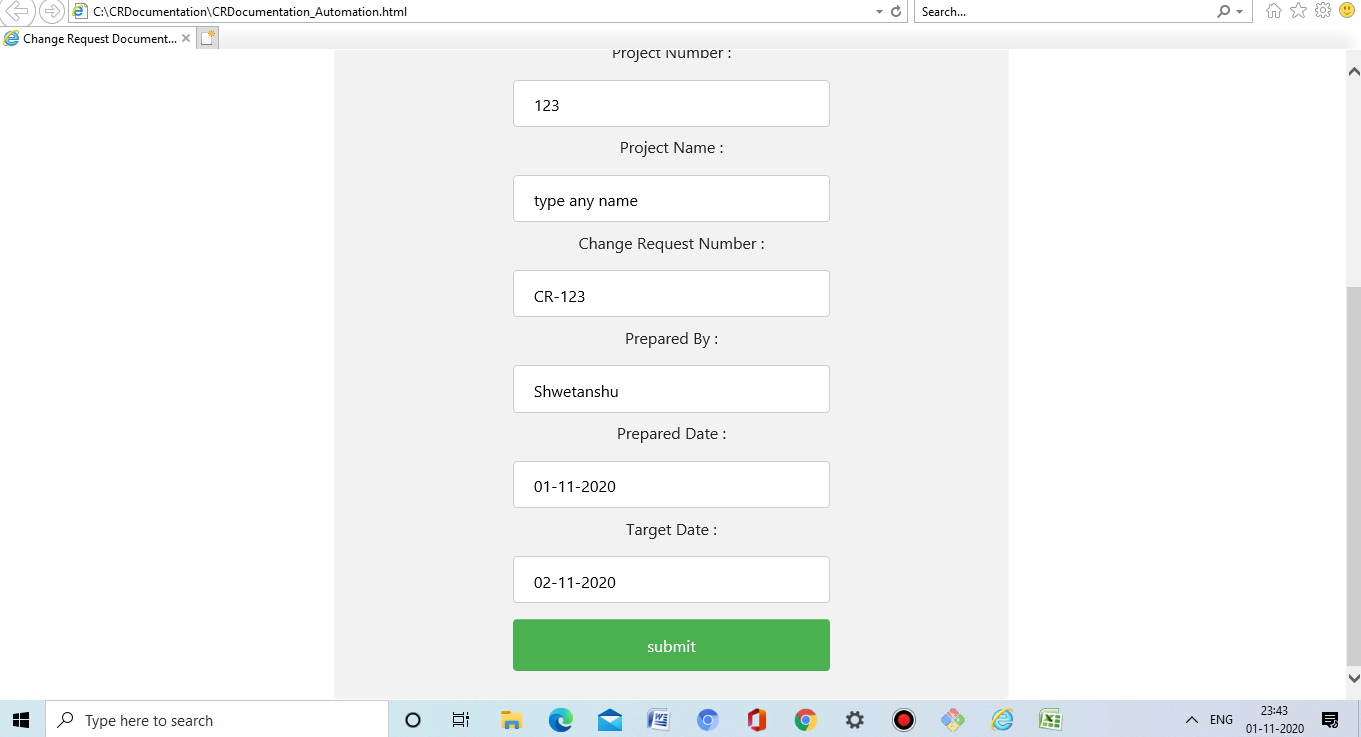 C:\CRDocumentation\CRDocumentation_Automation.html
Search...
Change Request Document...
Project Number :
123
Project Name :
type any name
Change Request Number :
CR-123
Prepared By :
Shwetanshu
Prepared Date :
01-11-2020
Target Date :
02-11-2020
submit
Type here to search
ENG
23:43
01-11-2020